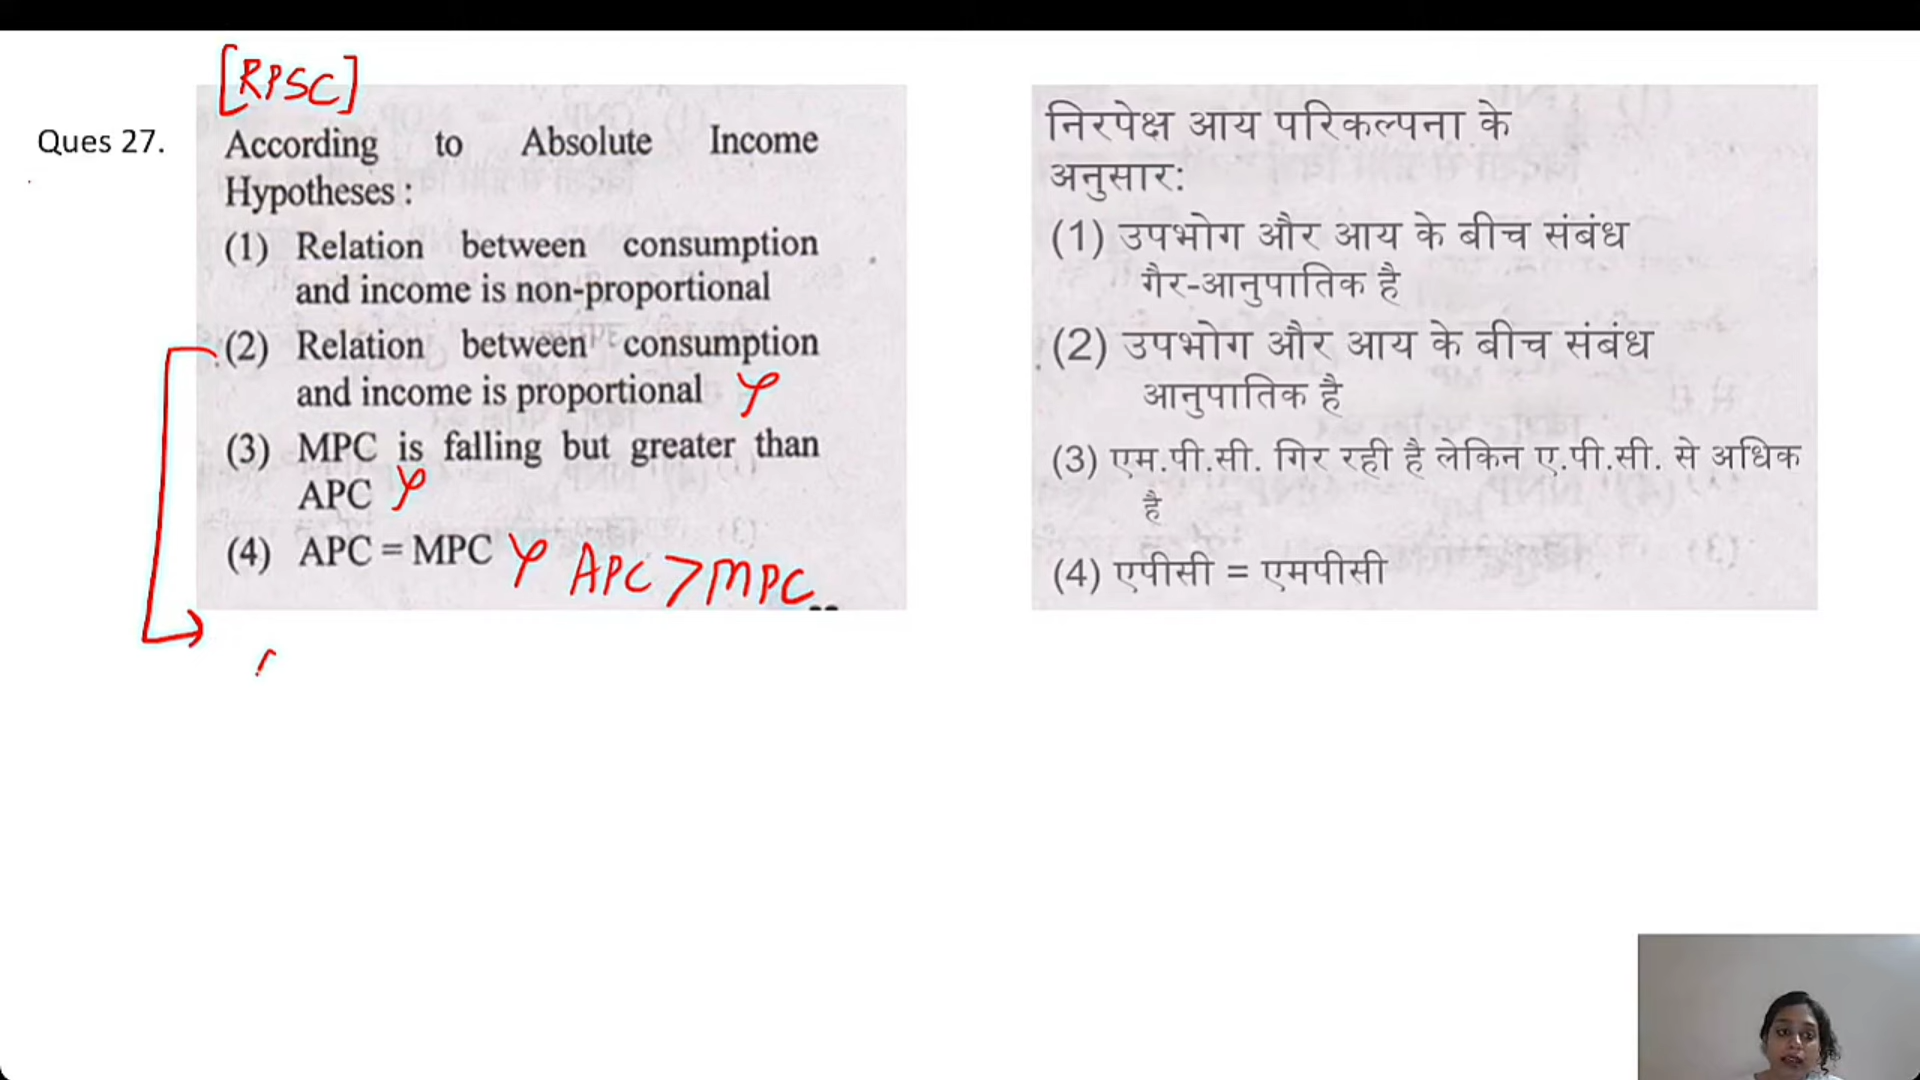 [RPSC]
Ques 27.
According to Absolute Income
Hypotheses :
(1) Relation between consumption
and income is non-proportional
(2) Relation between consumption
and income is proportional
(3) MPC is falling but greater than
APC
(4) APC = MPC APC > MPC
निरपेक्ष आय परिकल्पना के
अनुसार:
(1) उपभोग और आय के बीच संबंध
गैर-आनुपातिक है
(2) उपभोग और आय के बीच संबंध
आनुपातिक है
(3) एम.पी.सी. गिर रही है लेकिन ए.पी.सी. से अधिक
है
(4) एपीसी = एमपीसी